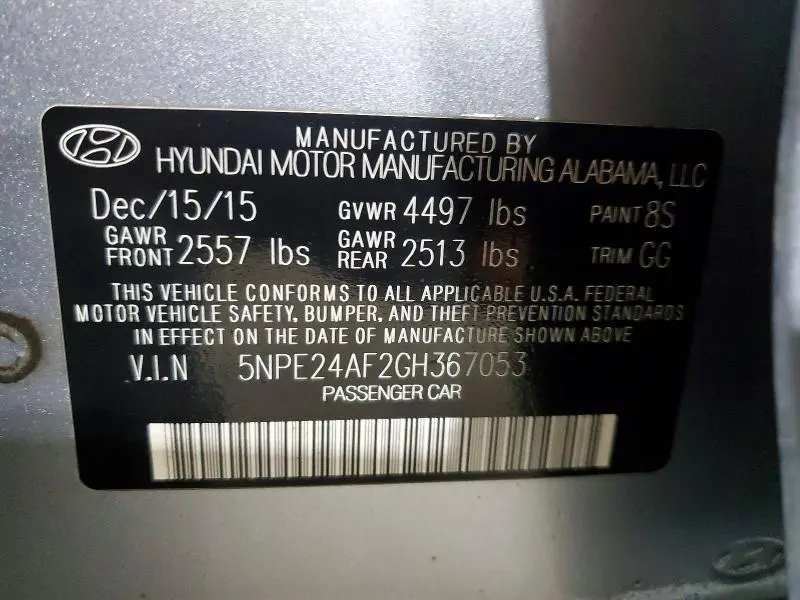 MANUFACTURED BY
HYUNDAI MOTOR MANUFACTURING ALABAMA, LLC
Dec/15/15 GVWR 4497 lbs PAINT 8S
GAWR FRONT 2557 lbs GAWR REAR 2513 lbs TRIM GG
THIS VEHICLE CONFORMS TO ALL APPLICABLE U.S.A. FEDERAL
MOTOR VEHICLE SAFETY, BUMPER, AND THEFT PREVENTION STANDARDS
IN EFFECT ON THE DATE OF MANUFACTURE SHOWN ABOVE
V.I.N 5NPE24AF2GH367053
PASSENGER CAR